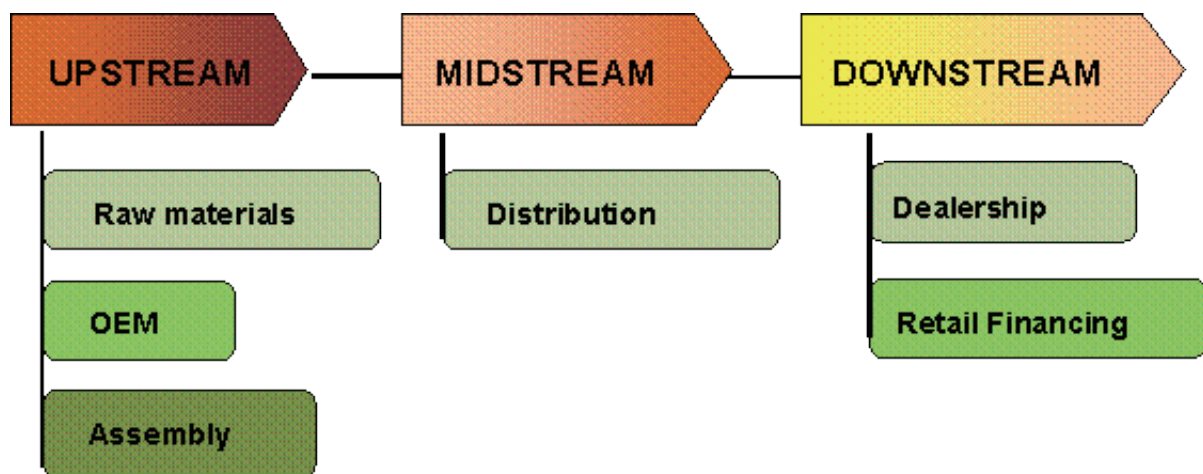 UPSTREAM
MIDSTREAM
DOWNSTREAM
Raw materials
Distribution
Dealership
OEM
Retail Financing
Assembly